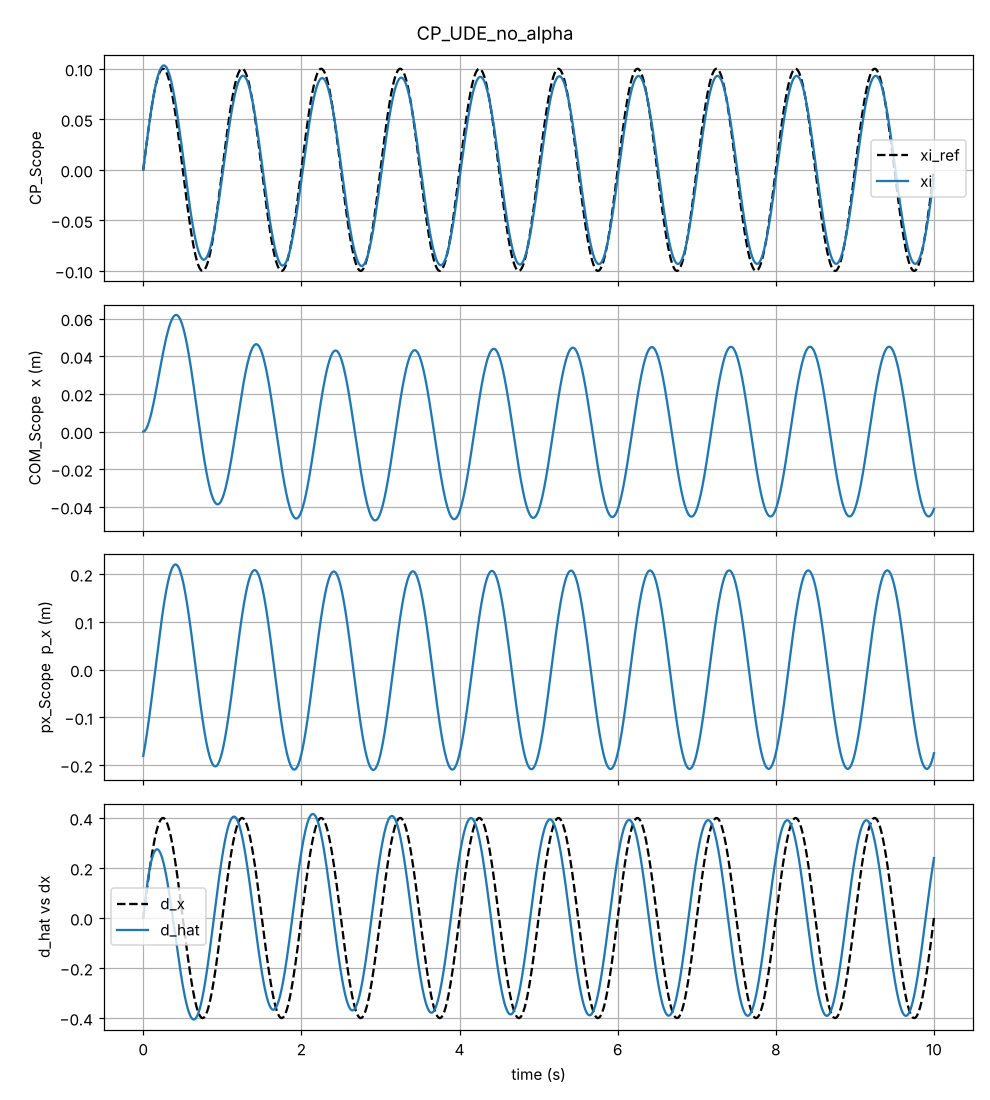 CP_UDE_no_alpha
CP_Scope
0.10
0.05
0.00
−0.05
−0.10
xi_ref
xi
COM_Scope x (m)
0.06
0.04
0.02
0.00
−0.02
−0.04
px_Scope p_x (m)
0.2
0.1
0.0
−0.1
−0.2
d_hat vs dx
0.4
0.2
0.0
−0.2
−0.4
d_x
d_hat
0 2 4 6 8 10
time (s)